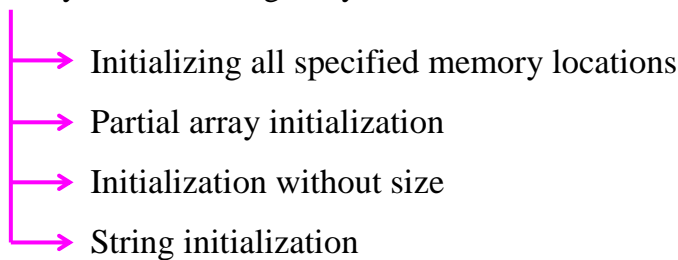 Initializing all specified memory locations
Partial array initialization
Initialization without size
String initialization